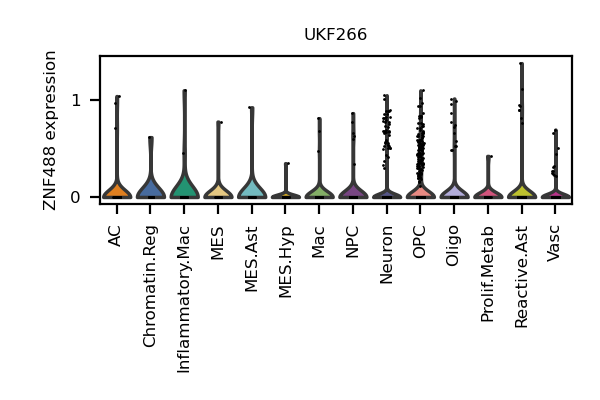 UKF266
ZNF488 expression
1
0
AC
Chromatin.Reg
Inflammatory.Mac
MES
MES.Ast
MES.Hyp
Mac
NPC
Neuron
OPC
Oligo
Prolif.Metab
Reactive.Ast
Vasc